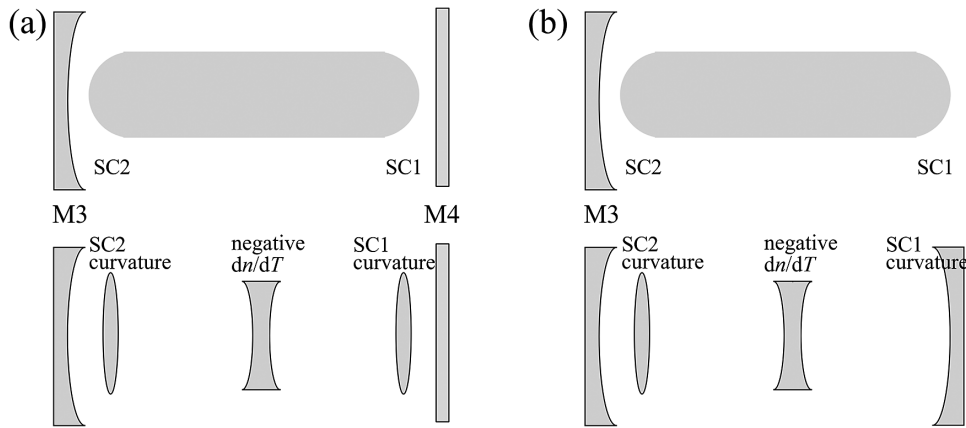 (a)
SC2
SC1
M3
M4
SC2
curvature
negative
dn/dT
SC1
curvature
(b)
SC2
SC1
M3
SC2
curvature
negative
dn/dT
SC1
curvature